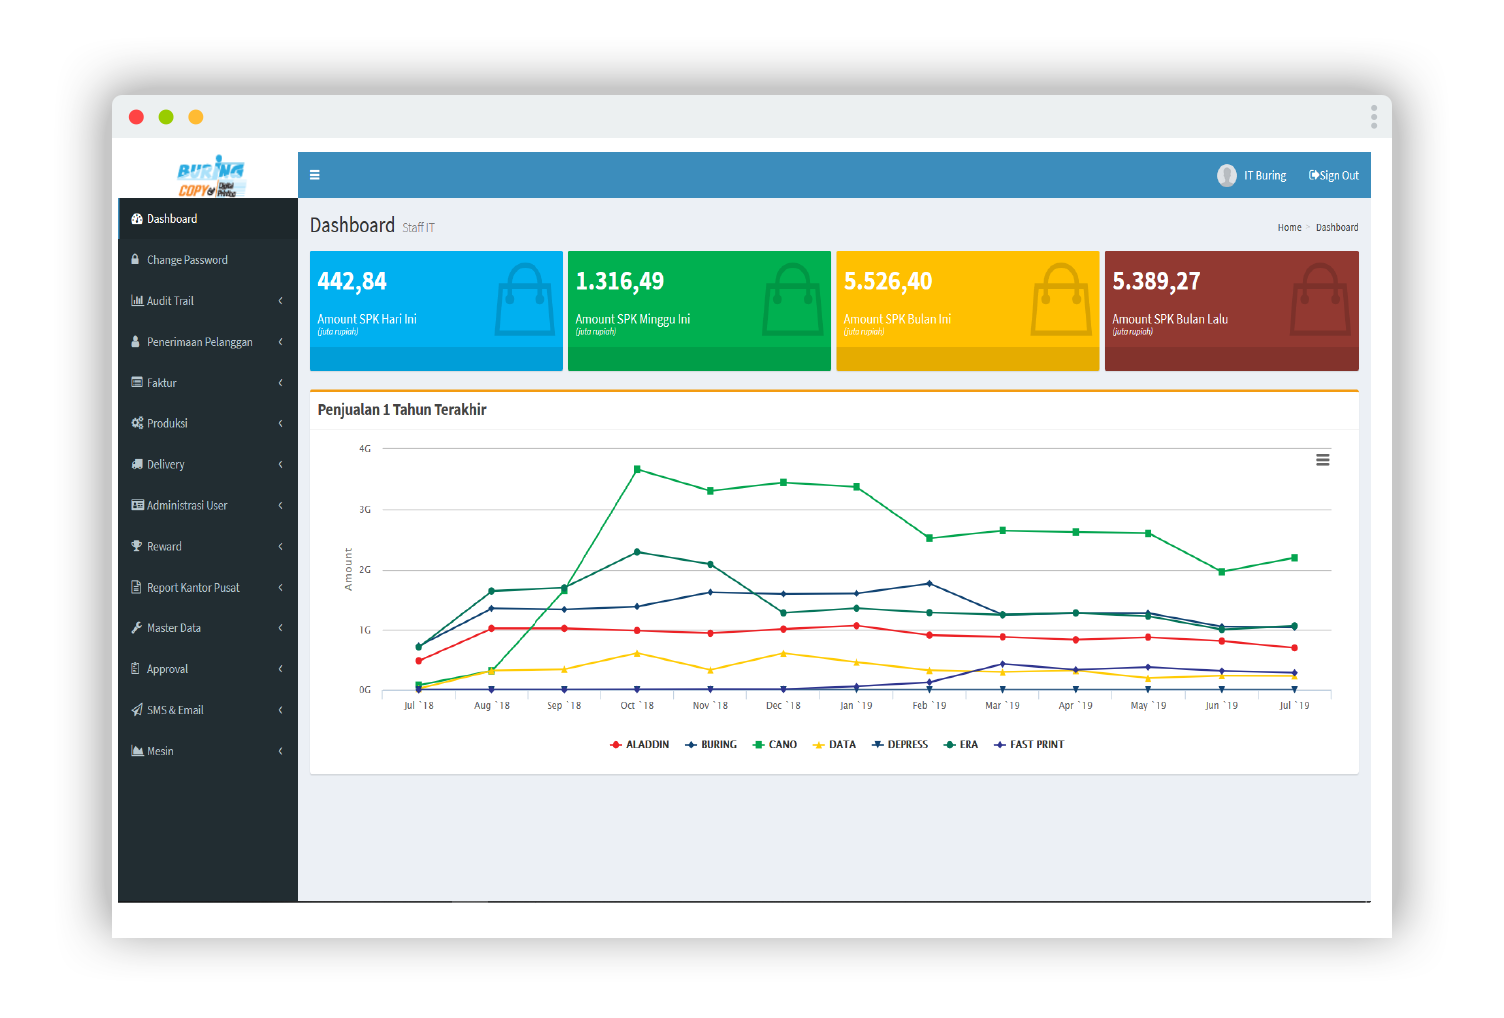 BURING
COPY & Digital Printing
IT Buring
Sign Out
Dashboard
Change Password
Audit Trail
Penerimaan Pelanggan
Faktur
Produksi
Delivery
Administrasi User
Reward
Report Kantor Pusat
Master Data
Approval
SMS & Email
Mesin
Dashboard Staff IT
Home > Dashboard
442,84
Amount SPK Hari Ini
(juta rupiah)
1.316,49
Amount SPK Minggu Ini
(juta rupiah)
5.526,40
Amount SPK Bulan Ini
(juta rupiah)
5.389,27
Amount SPK Bulan Lalu
(juta rupiah)
Penjualan 1 Tahun Terakhir
Amount
4G
3G
2G
1G
0G
Jul `18 Aug `18 Sep `18 Oct `18 Nov `18 Dec `18 Jan `19 Feb `19 Mar `19 Apr `19 May `19 Jun `19 Jul `19
ALADDIN BURING CANO DATA DEPRESS ERA FAST PRINT